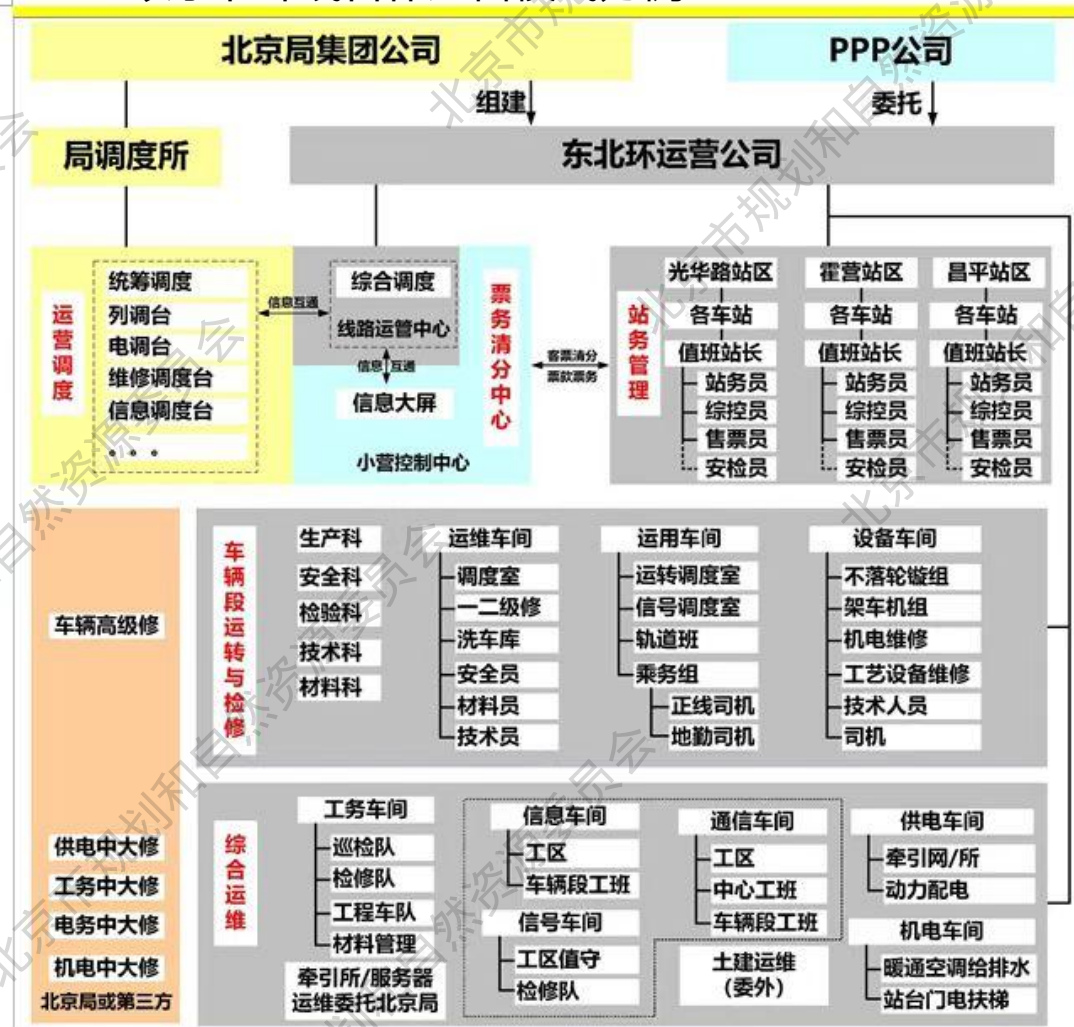 北京局集团公司
PPP公司
组建
委托
局调度所
东北环运营公司
运营调度
统筹调度
列调台
电调台
维修调度台
信息调度台
。。。
信息互通
综合调度
线路运管中心
信息互通
信息大屏
小营控制中心
票务清分中心
客票清分
票款票务
站务管理
光华路站区
各车站
值班站长
站务员
综控员
售票员
安检员
霍营站区
各车站
值班站长
站务员
综控员
售票员
安检员
昌平站区
各车站
值班站长
站务员
综控员
售票员
安检员
车辆高级修
车辆段运转与检修
生产科
安全科
检验科
技术科
材料科
运维车间
调度室
一二级修
洗车库
安全员
材料员
技术员
运用车间
运转调度室
信号调度室
轨道班
乘务组
正线司机
地勤司机
设备车间
不落轮镟组
架车机组
机电维修
工艺设备维修
技术人员
司机
供电中大修
工务中大修
电务中大修
机电中大修
北京局或第三方
综合运维
工务车间
巡检队
检修队
工程车队
材料管理
牵引所/服务器
运维委托北京局
信息车间
工区
车辆段工班
信号车间
工区值守
检修队
通信车间
工区
中心工班
车辆段工班
土建运维
(委外)
供电车间
牵引网/所
动力配电
机电车间
暖通空调给排水
站台门电扶梯
北京市规划和自然资源委员会